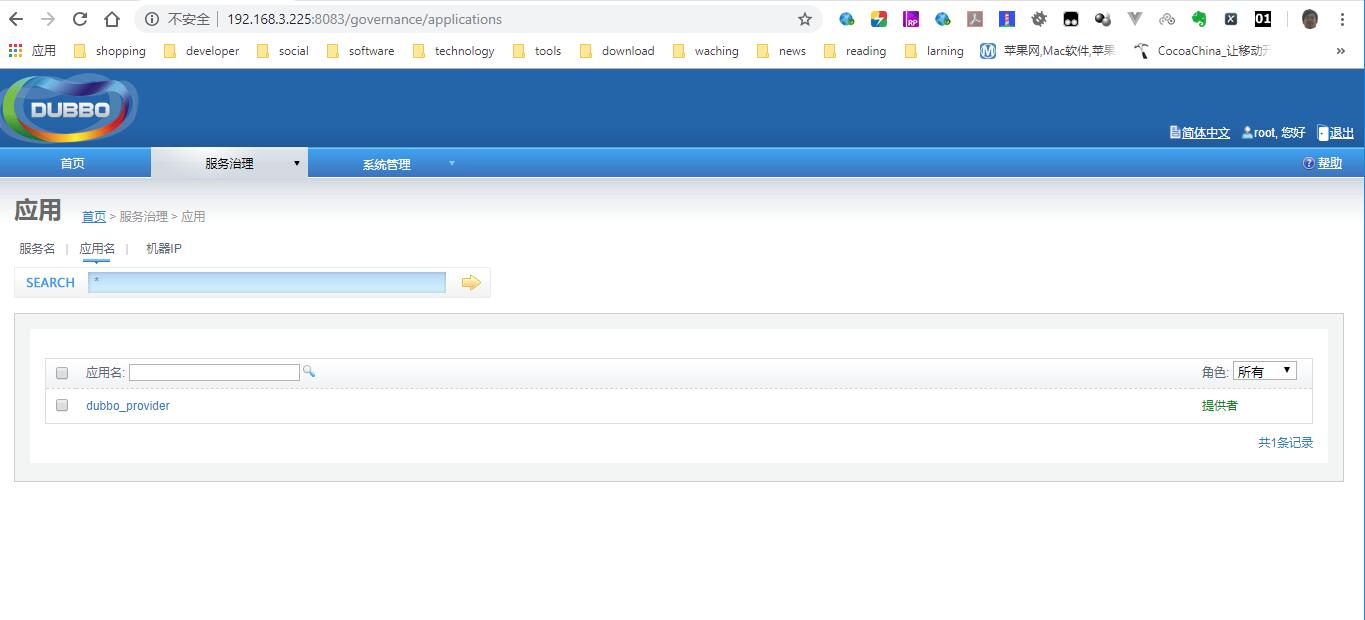 不安全 | 192.168.3.225:8083/governance/applications
应用 shopping developer social software technology tools download waching news reading larning 苹果网,Mac软件,苹果 CocoaChina_让移动开 »
DUBBO
简体中文 root, 您好 退出
首页 服务治理 ▼ 系统管理 ▼ ? 帮助
应用 首页 > 服务治理 > 应用
服务名 | 应用名 | 机器IP
SEARCH *
应用名: 角色: 所有 ▼
dubbo_provider 提供者
共1条记录